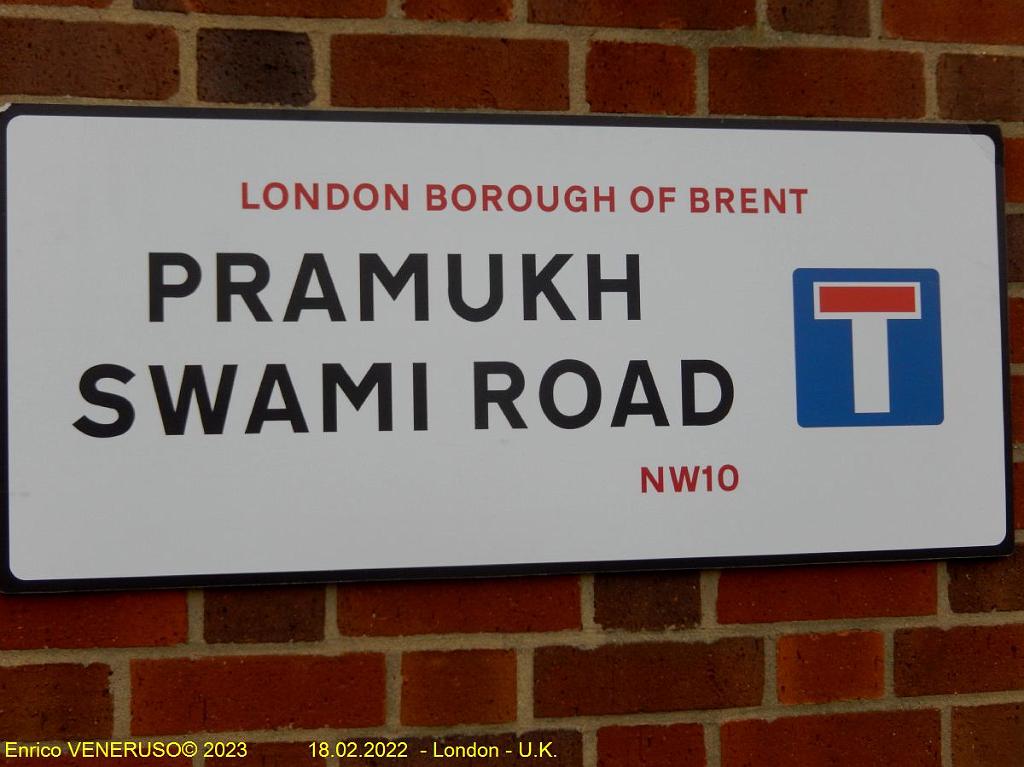 LONDON BOROUGH OF BRENT
PRAMUKH
SWAMI ROAD
NW10
Enrico VENERUSO© 2023 18.02.2022 - London - U.K.